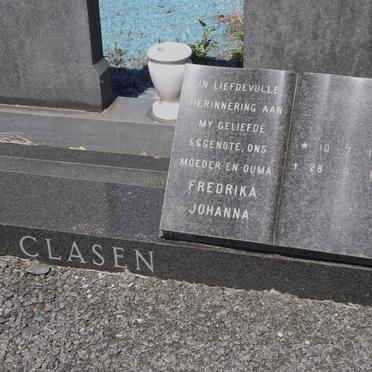 IN LIEFDEVOLLE
HERINNERING AAN
MY GELIEFDE
EGGENOTE, ONS
MOEDER EN OUMA
FREDRIKA
JOHANNA
* 10 · 7 ·
+ 28 ·
CLASEN